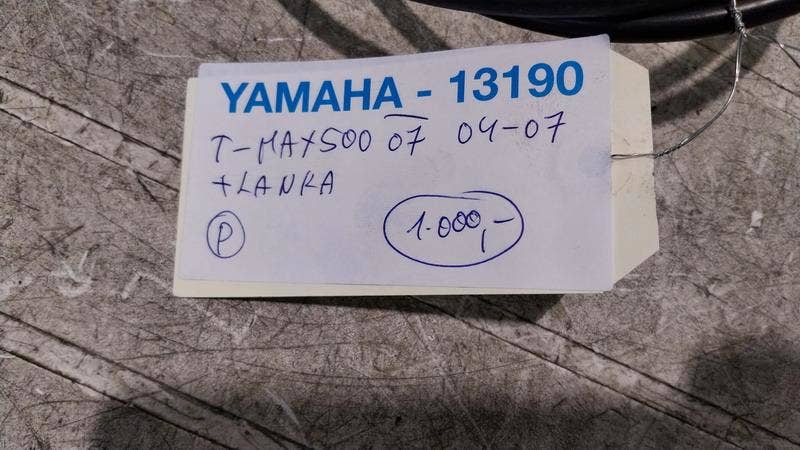 YAMAHA - 13190
T-MAX500 07 04-07
+LANKA
P
1.000,-